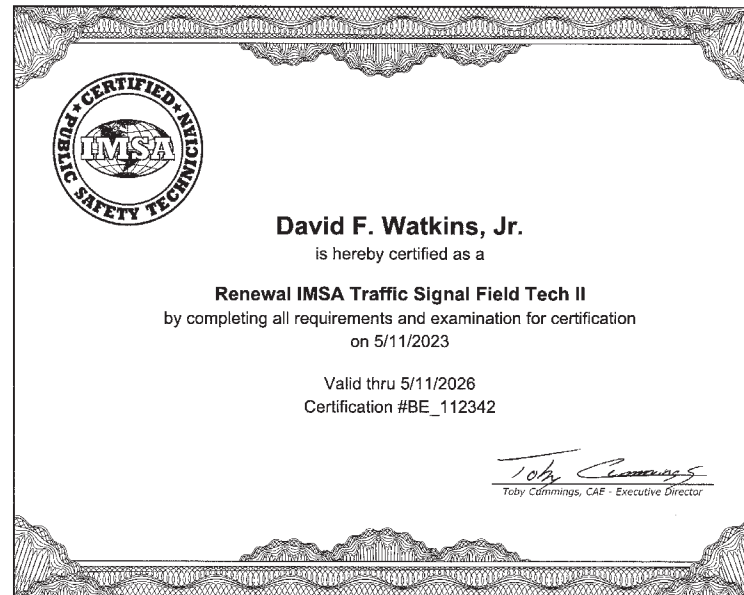 ★ CERTIFIED ★
PUBLIC SAFETY TECHNICIAN
IMSA
David F. Watkins, Jr.
is hereby certified as a
Renewal IMSA Traffic Signal Field Tech II
by completing all requirements and examination for certification
on 5/11/2023
Valid thru 5/11/2026
Certification #BE_112342
Toby Cummings
Toby Cummings, CAE - Executive Director